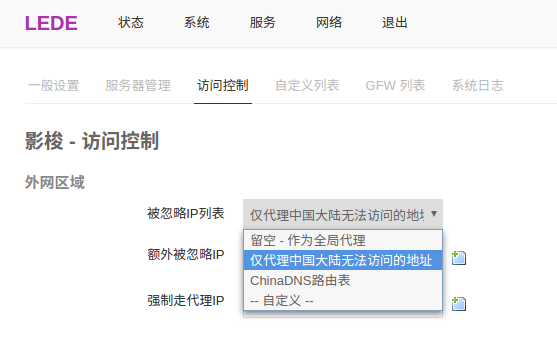 LEDE 状态 系统 服务 网络 退出
一般设置 服务器管理 访问控制 自定义列表 GFW 列表 系统日志
影梭 - 访问控制
外网区域
被忽略IP列表 仅代理中国大陆无法访问的地址
留空 - 作为全局代理
额外被忽略IP 仅代理中国大陆无法访问的地址
ChinaDNS路由表
强制走代理IP -- 自定义 --